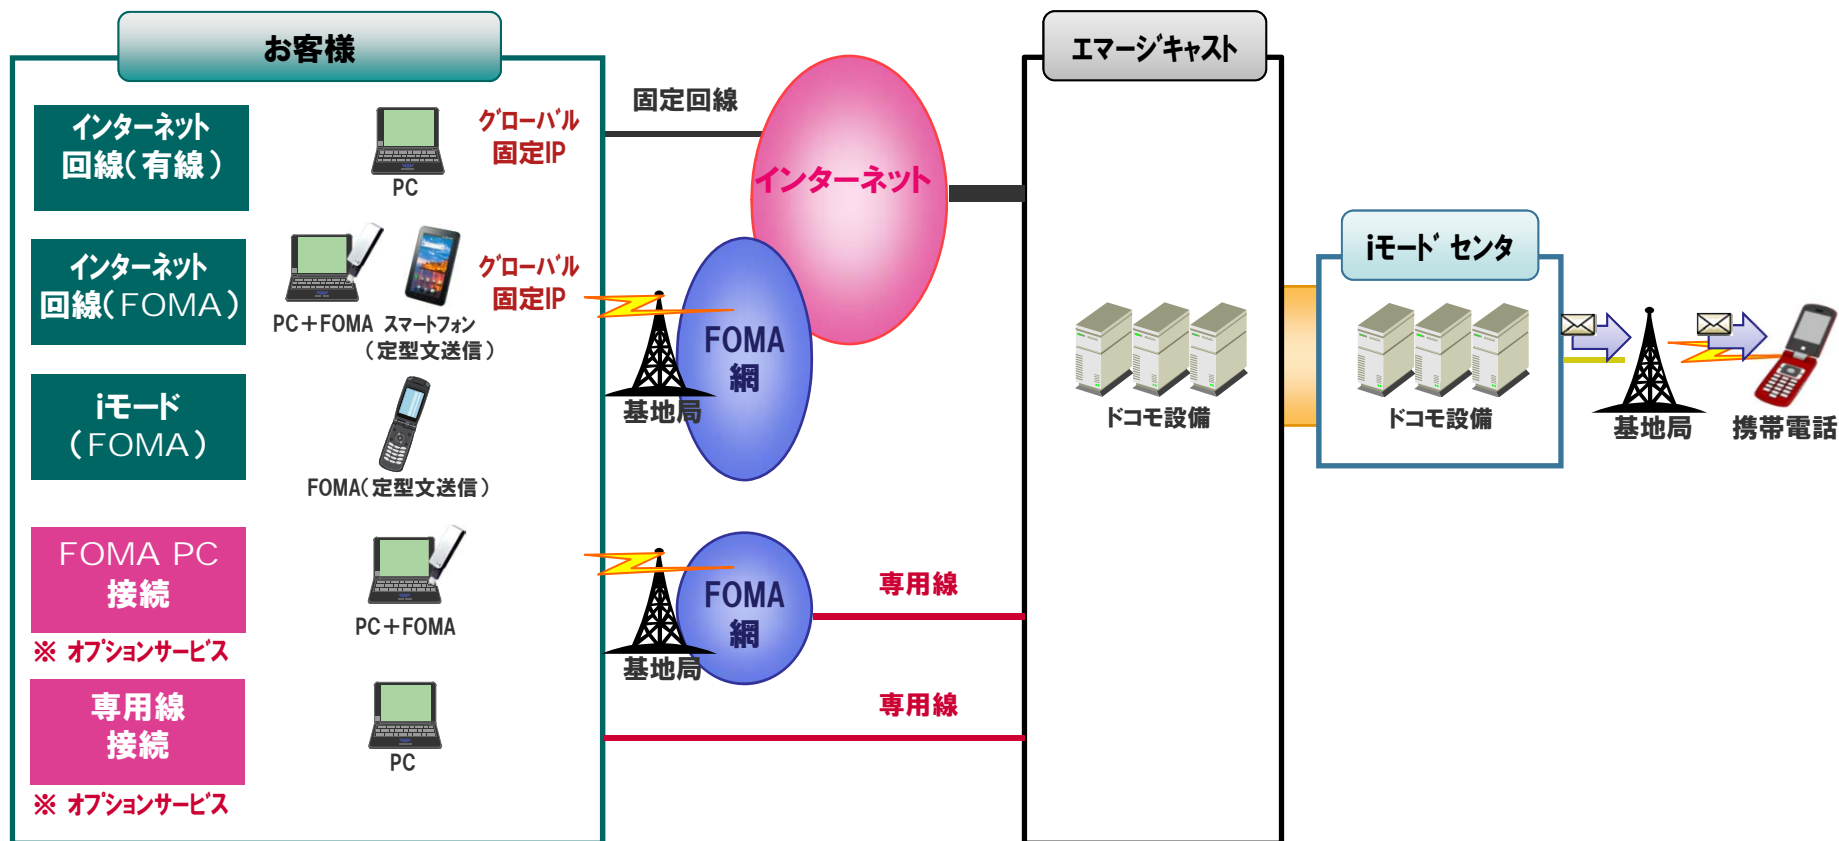 お客様
インターネット
回線(有線)
PC
グローバル
固定IP
インターネット
回線(FOMA)
PC+FOMA
スマートフォン
(定型文送信)
グローバル
固定IP
iモード
(FOMA)
FOMA(定型文送信)
FOMA PC
接続
※ オプションサービス
PC+FOMA
専用線
接続
※ オプションサービス
PC
固定回線
インターネット
FOMA
網
基地局
FOMA
網
基地局
専用線
専用線
エマージキャスト
ドコモ設備
iモード センタ
ドコモ設備
基地局
携帯電話